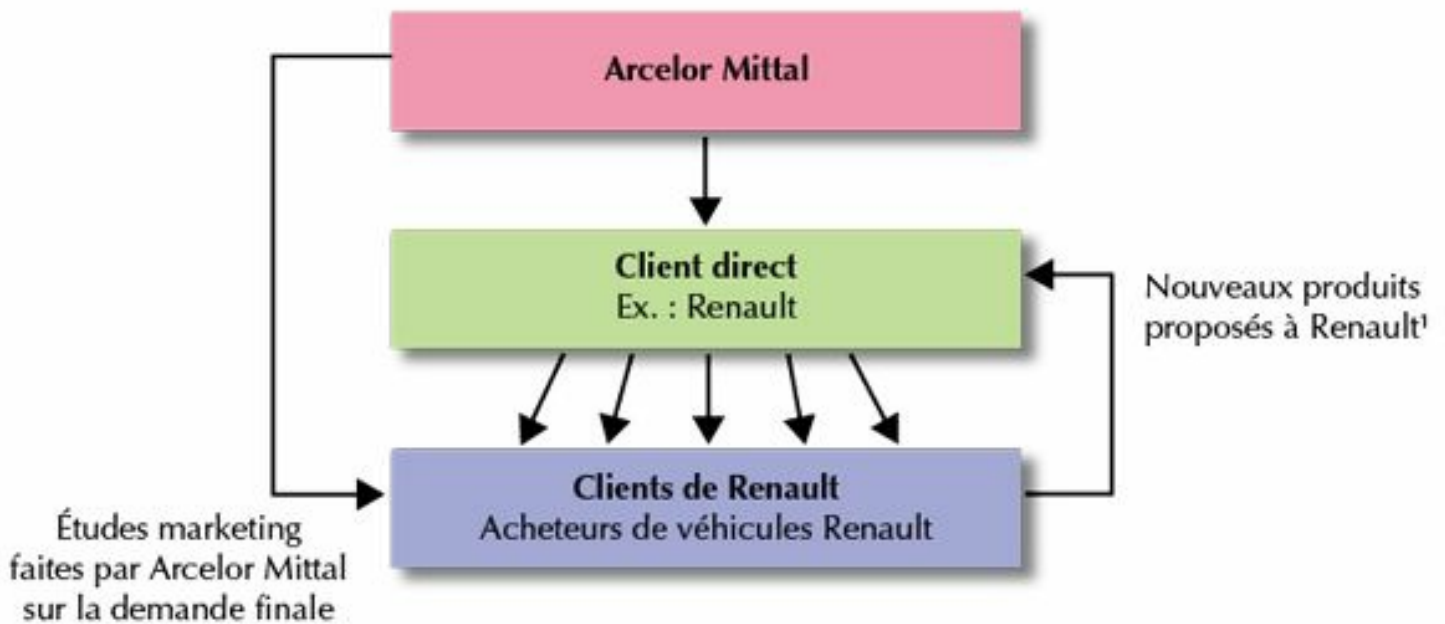 Arcelor Mittal
Client direct
Ex. : Renault
Nouveaux produits
proposés à Renault¹
Clients de Renault
Acheteurs de véhicules Renault
Études marketing
faites par Arcelor Mittal
sur la demande finale